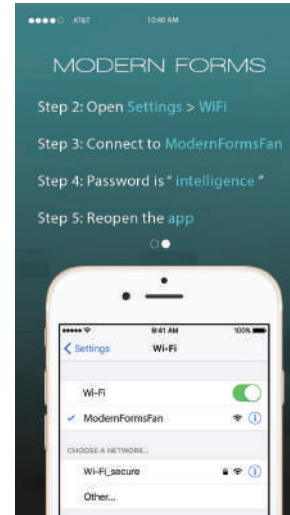 AT&T 10:40 AM
MODERN FORMS
Step 2: Open Settings > WiFi
Step 3: Connect to ModernFormsFan
Step 4: Password is “ intelligence ”
Step 5: Reopen the app
9:41 AM 100%
Settings Wi-Fi
Wi-Fi
ModernFormsFan
CHOOSE A NETWORK...
Wi-Fi_secure
Other...